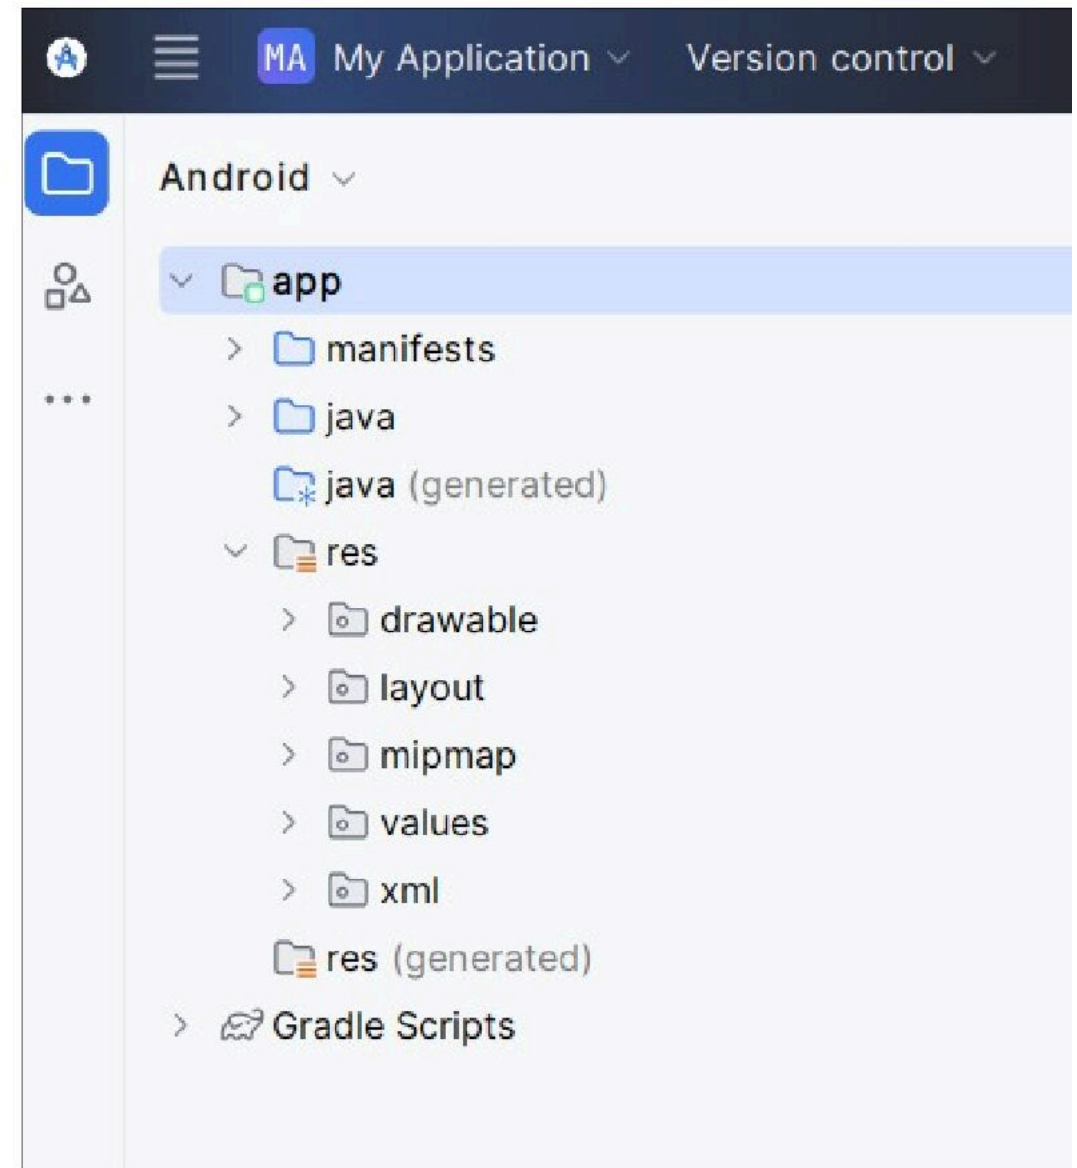 MA My Application Version control
Android
app
manifests
java
java (generated)
res
drawable
layout
mipmap
values
xml
res (generated)
Gradle Scripts